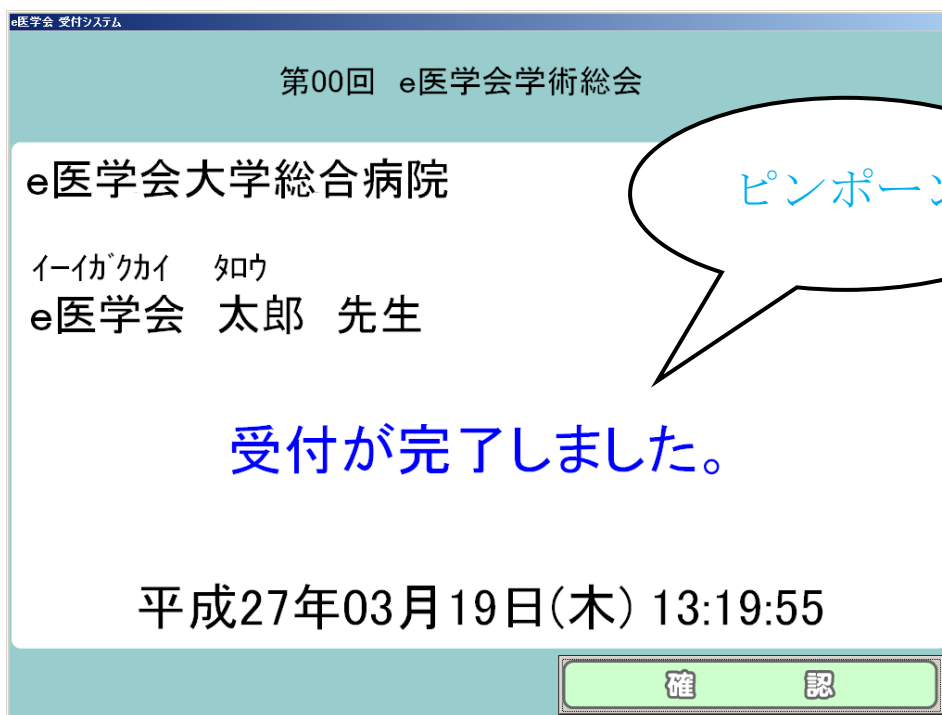 e医学会 受付システム
第00回 e医学会学術総会
e医学会大学総合病院
ピンポーン
ｲｰｲｶﾞｸｶｲ ﾀﾛｳ
e医学会 太郎 先生
受付が完了しました。
平成27年03月19日(木) 13:19:55
確 認